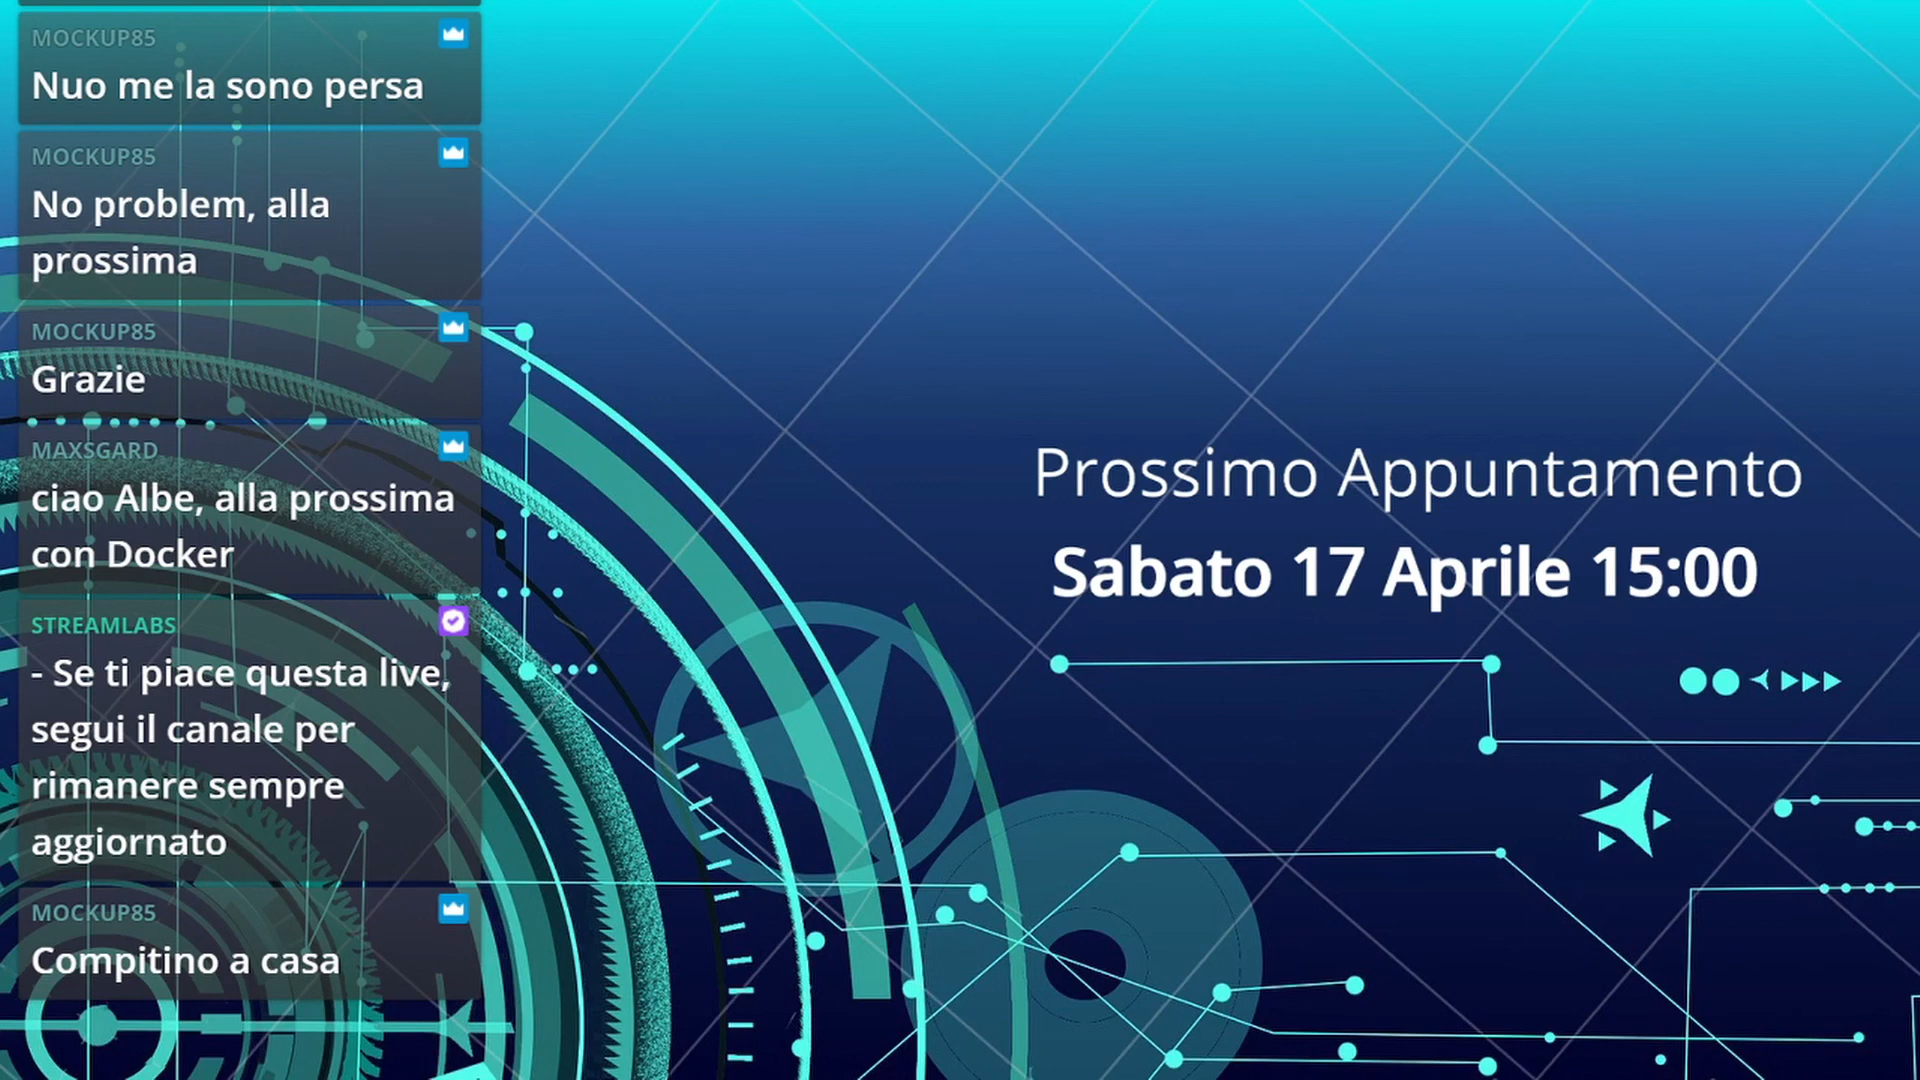 MOCKUP85
Nuo me la sono persa
MOCKUP85
No problem, alla
prossima
MOCKUP85
Grazie
MAXSGARD
ciao Albe, alla prossima
con Docker
STREAMLABS
- Se ti piace questa live,
segui il canale per
rimanere sempre
aggiornato
MOCKUP85
Compitino a casa
Prossimo Appuntamento
Sabato 17 Aprile 15:00